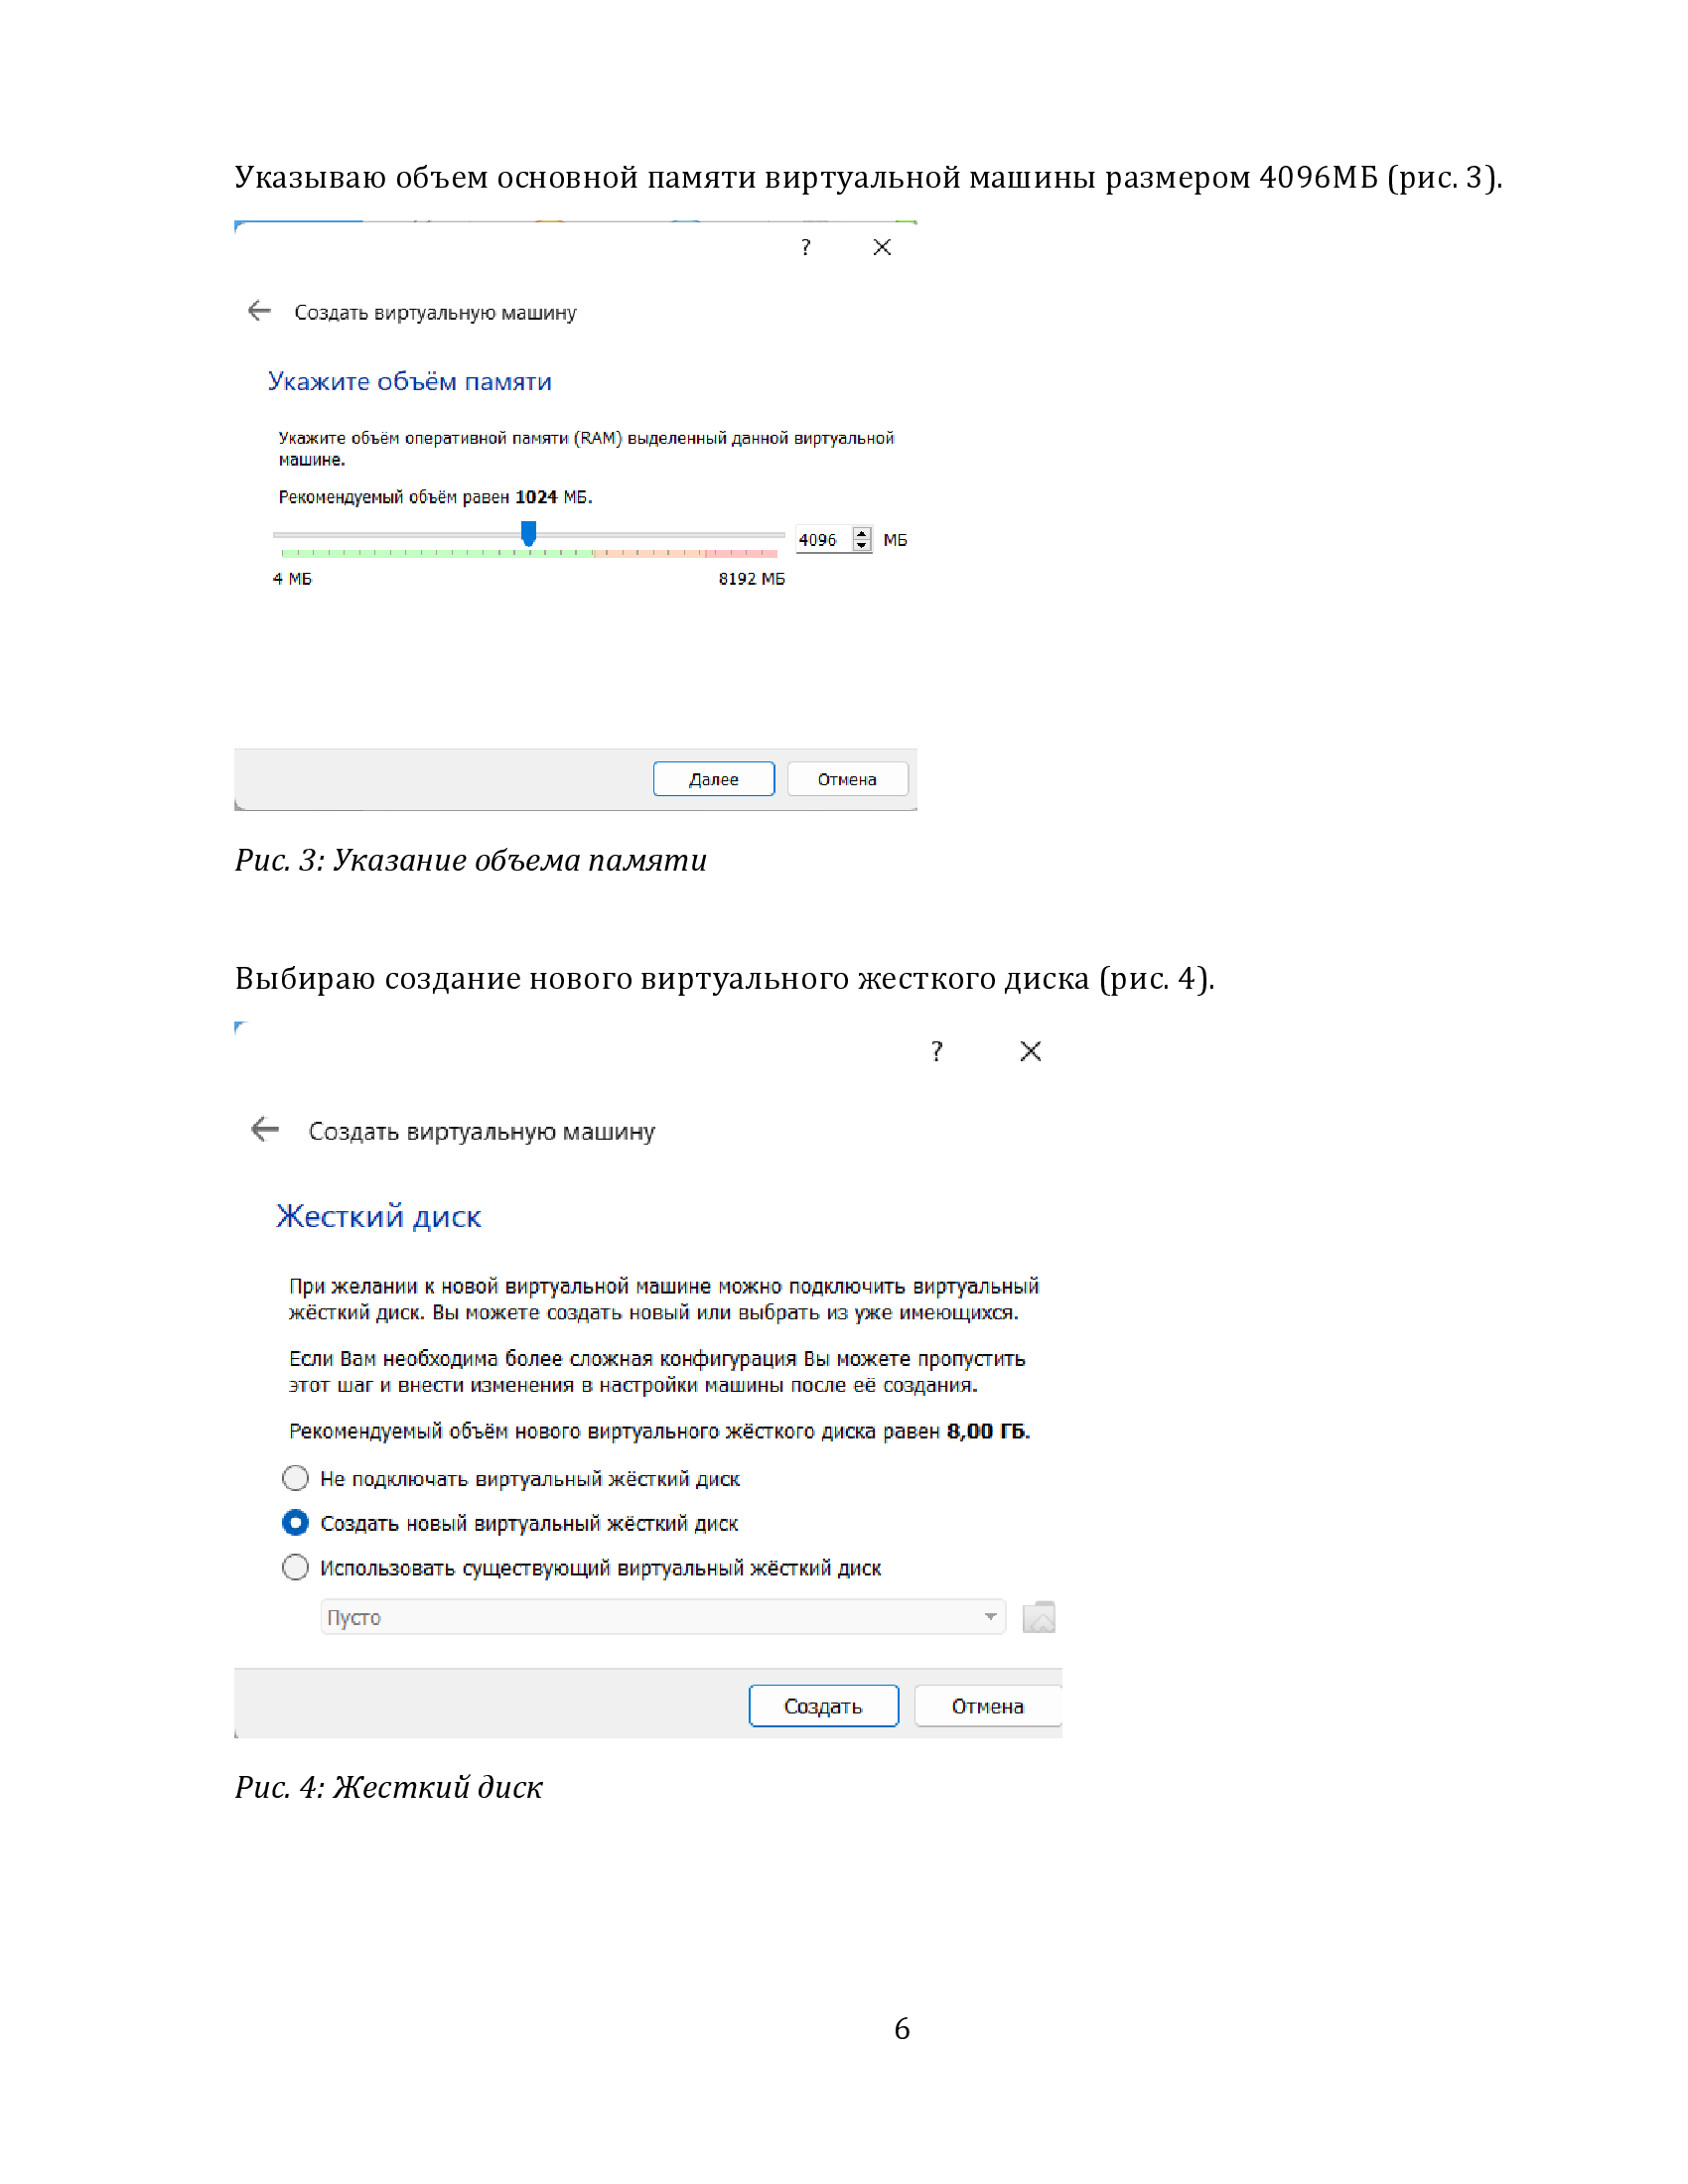 Указываю объем основной памяти виртуальной машины размером 4096МБ (рис. 3).
?
Создать виртуальную машину
Укажите объём памяти
Укажите объём оперативной памяти (RAM) выделенный данной виртуальной
машине.
Рекомендуемый объём равен 1024 МБ.
4096 МБ
4 МБ 8192 МБ
Далее Отмена
Рис. 3: Указание объема памяти
Выбираю создание нового виртуального жесткого диска (рис. 4).
?
Создать виртуальную машину
Жесткий диск
При желании к новой виртуальной машине можно подключить виртуальный
жёсткий диск. Вы можете создать новый или выбрать из уже имеющихся.
Если Вам необходима более сложная конфигурация Вы можете пропустить
этот шаг и внести изменения в настройки машины после её создания.
Рекомендуемый объём нового виртуального жёсткого диска равен 8,00 ГБ.
Не подключать виртуальный жёсткий диск
Создать новый виртуальный жёсткий диск
Использовать существующий виртуальный жёсткий диск
Пусто
Создать Отмена
Рис. 4: Жесткий диск
6